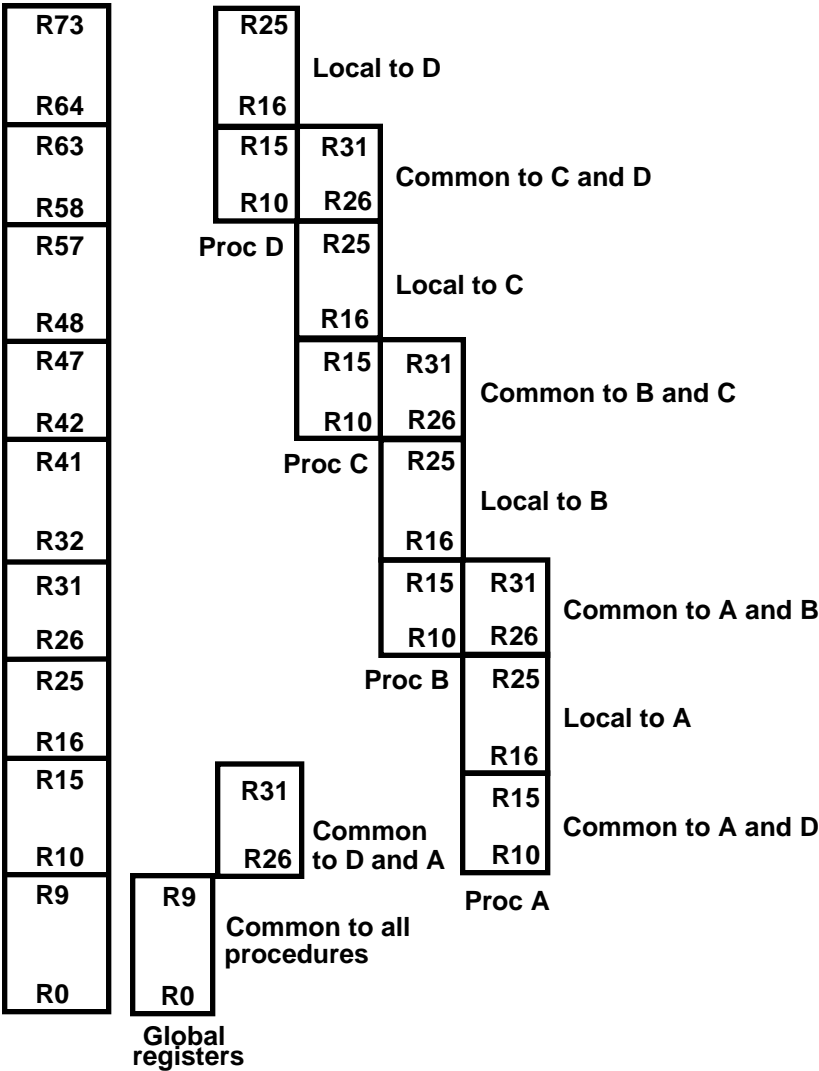 R73
R25
Local to D
R64
R16
R63
R15
R31
Common to C and D
R58
R10
R26
Proc D
R57
R25
Local to C
R48
R16
R47
R15
R31
Common to B and C
R42
R10
R26
Proc C
R41
R25
Local to B
R32
R16
R31
R15
R31
Common to A and B
R26
R10
R26
Proc B
R25
R25
Local to A
R16
R16
R15
R31
R15
Common
to D and A
Common to A and D
R10
R26
R10
Proc A
R9
R9
Common to all
procedures
R0
R0
Global
registers